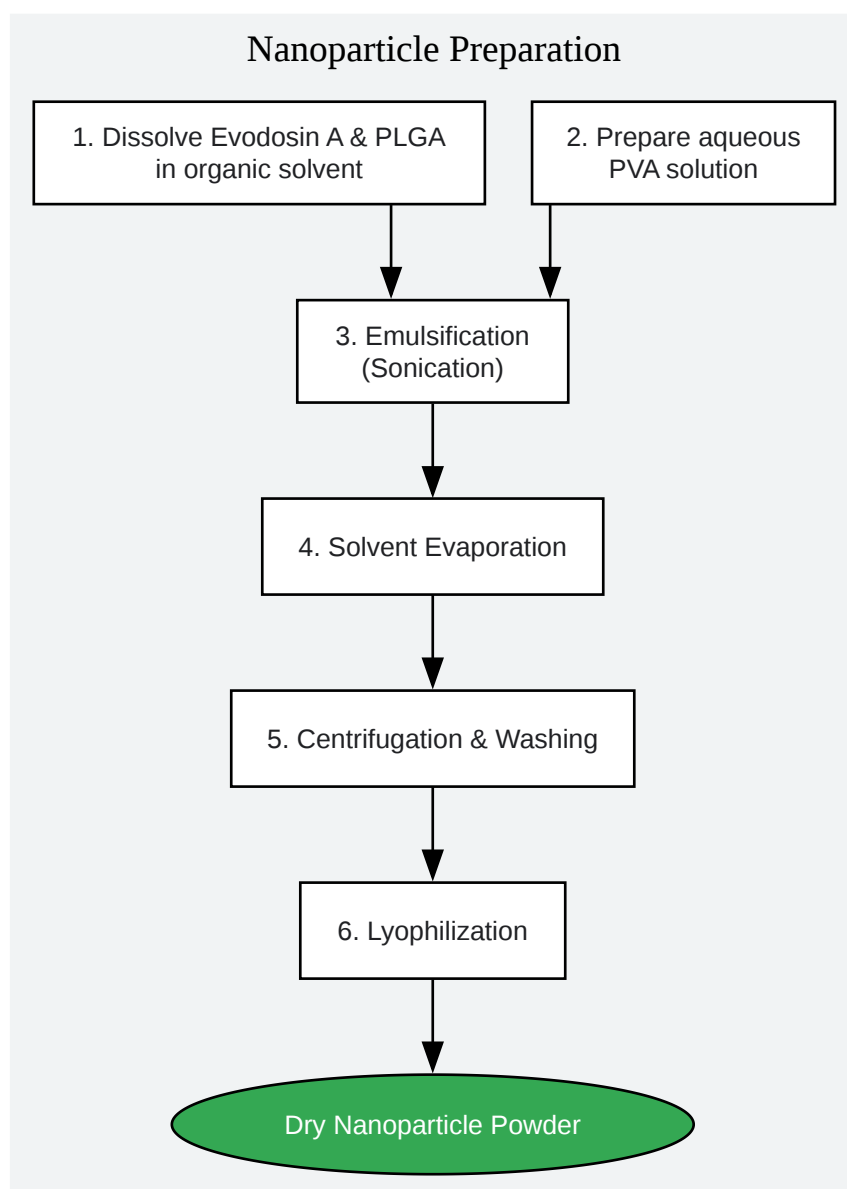 Nanoparticle Preparation
1. Dissolve Evodosin A & PLGA
in organic solvent
2. Prepare aqueous
PVA solution
3. Emulsification
(Sonication)
4. Solvent Evaporation
5. Centrifugation & Washing
6. Lyophilization
Dry Nanoparticle Powder